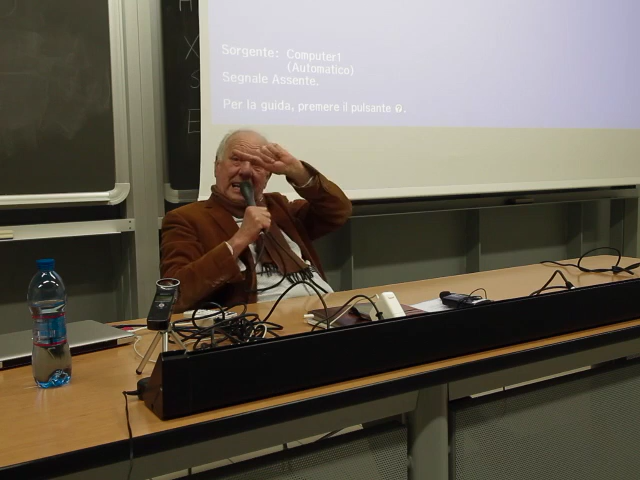 Sorgente: Computer1
(Automatico)
Segnale Assente.
Per la guida, premere il pulsante ?.
X
S
E